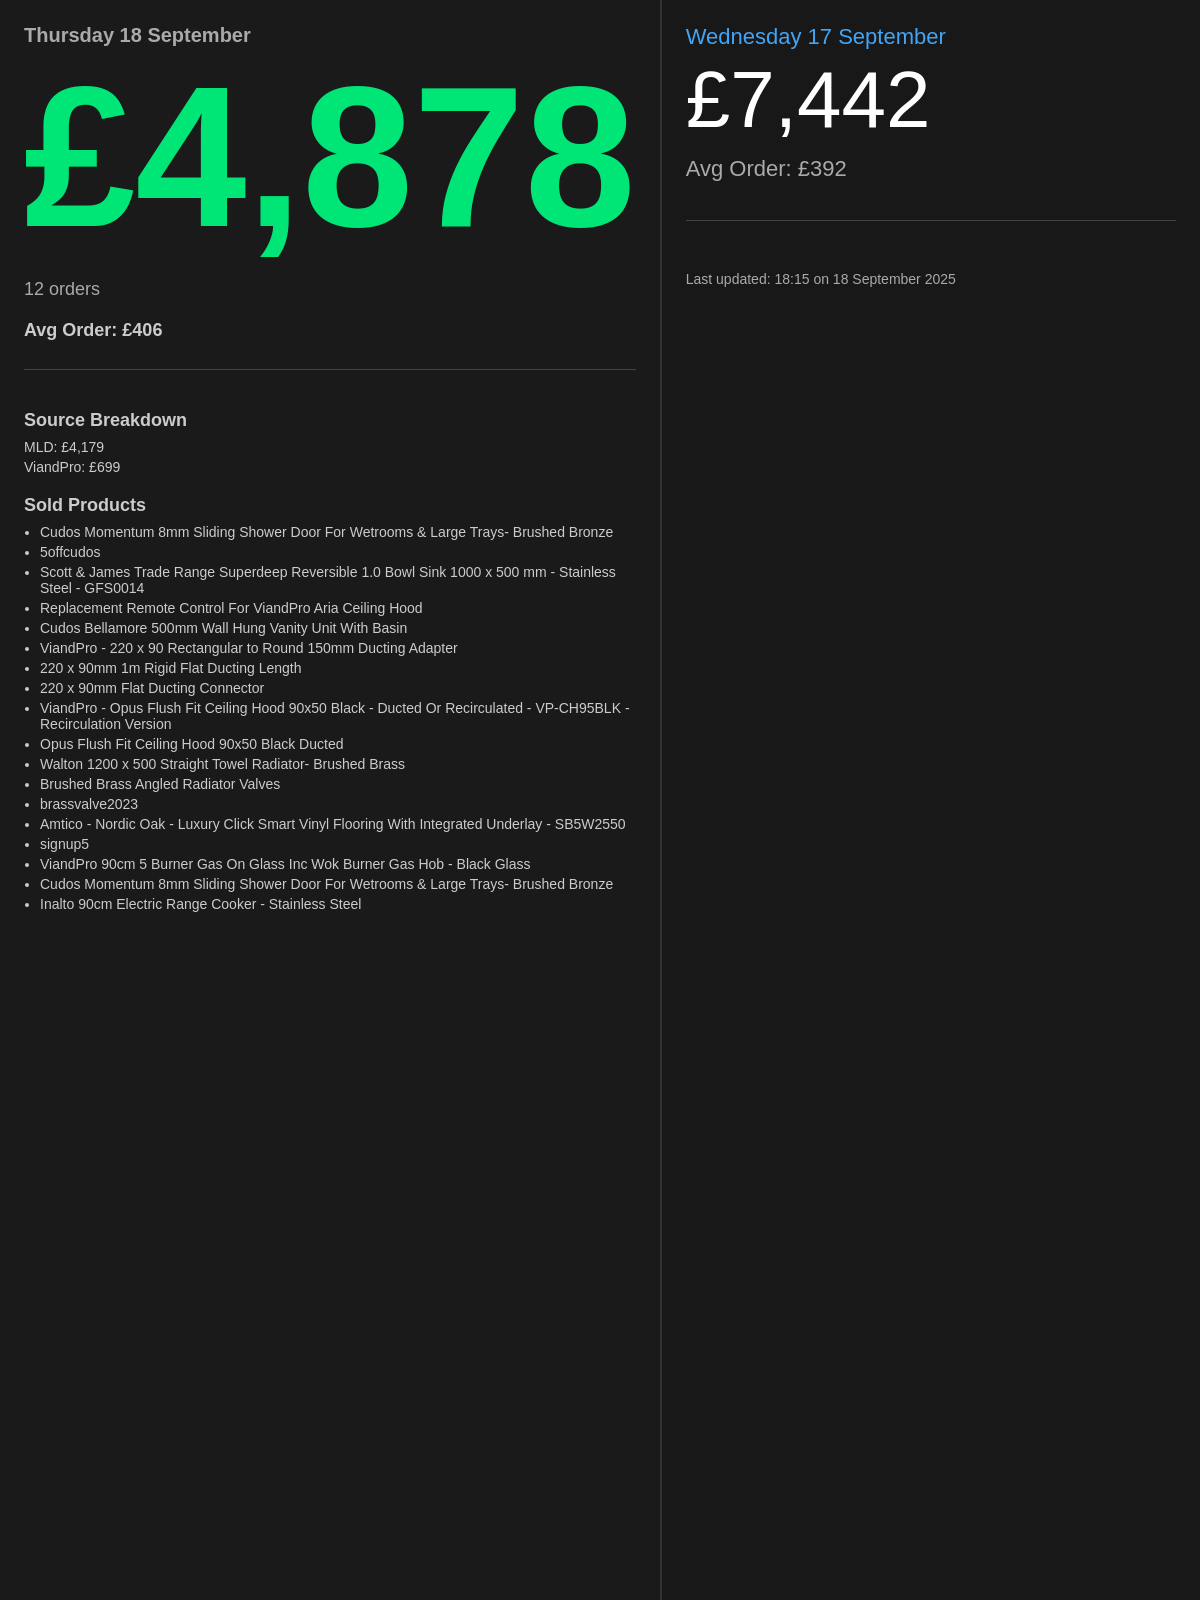 Thursday 18 September
£4,878
12 orders
Avg Order: £406
Source Breakdown
MLD: £4,179
ViandPro: £699
Sold Products
• Cudos Momentum 8mm Sliding Shower Door For Wetrooms & Large Trays- Brushed Bronze
• 5offcudos
• Scott & James Trade Range Superdeep Reversible 1.0 Bowl Sink 1000 x 500 mm - Stainless
Steel - GFS0014
• Replacement Remote Control For ViandPro Aria Ceiling Hood
• Cudos Bellamore 500mm Wall Hung Vanity Unit With Basin
• ViandPro - 220 x 90 Rectangular to Round 150mm Ducting Adapter
• 220 x 90mm 1m Rigid Flat Ducting Length
• 220 x 90mm Flat Ducting Connector
• ViandPro - Opus Flush Fit Ceiling Hood 90x50 Black - Ducted Or Recirculated - VP-CH95BLK -
Recirculation Version
• Opus Flush Fit Ceiling Hood 90x50 Black Ducted
• Walton 1200 x 500 Straight Towel Radiator- Brushed Brass
• Brushed Brass Angled Radiator Valves
• brassvalve2023
• Amtico - Nordic Oak - Luxury Click Smart Vinyl Flooring With Integrated Underlay - SB5W2550
• signup5
• ViandPro 90cm 5 Burner Gas On Glass Inc Wok Burner Gas Hob - Black Glass
• Cudos Momentum 8mm Sliding Shower Door For Wetrooms & Large Trays- Brushed Bronze
• Inalto 90cm Electric Range Cooker - Stainless Steel
Wednesday 17 September
£7,442
Avg Order: £392
Last updated: 18:15 on 18 September 2025